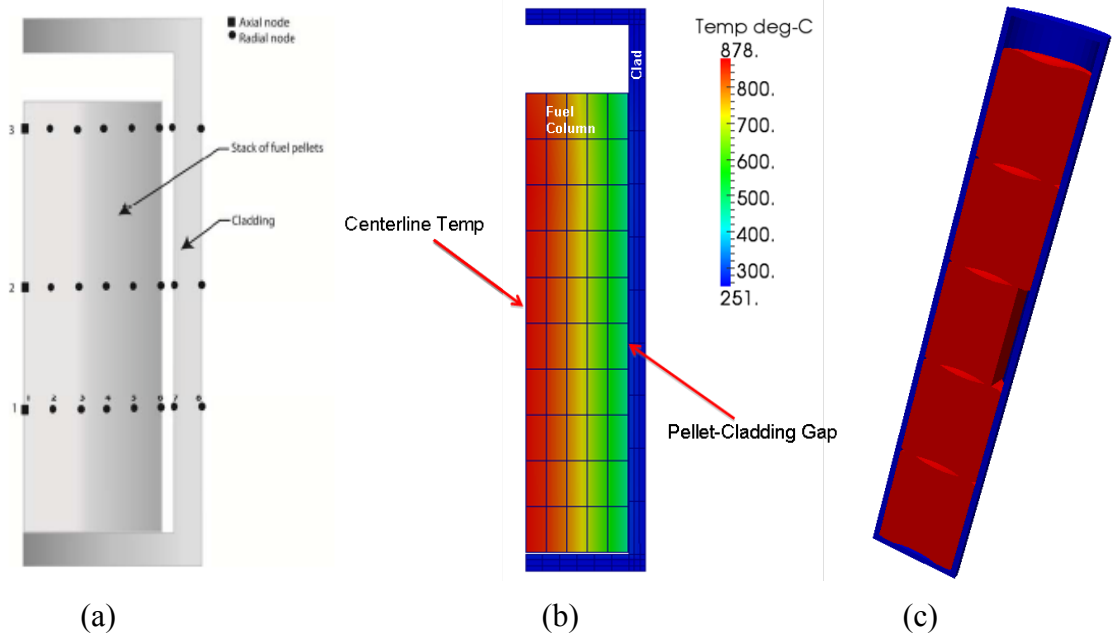 Axial node
Radial node
3
Stack of fuel pellets
Cladding
2
1
1 2 3 4 5 6 7 8
Centerline Temp
Fuel
Column
Clad
Temp deg-C
878.
700.
600.
500.
400.
300.
251.
Pellet-Cladding Gap
(a)
(b)
(c)